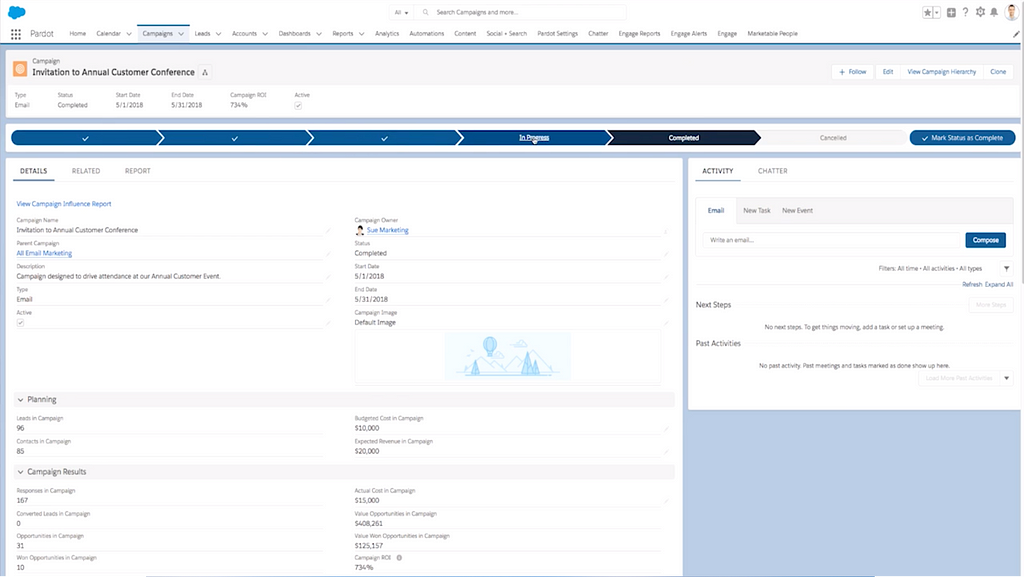 All
Search Campaigns and more...
Pardot Home Calendar Campaigns Leads Accounts Dashboards Reports Analytics Automations Content Social + Search Pardot Settings Chatter Engage Reports Engage Alerts Engage Marketable People
Campaign
Invitation to Annual Customer Conference
+ Follow Edit View Campaign Hierarchy Clone
Type Status Start Date End Date Campaign ROI Active
Email Completed 5/1/2018 5/31/2018 734%
In Progress Completed Cancelled Mark Status as Complete
DETAILS RELATED REPORT
View Campaign Influence Report
Campaign Name
Invitation to Annual Customer Conference
Parent Campaign
All Email Marketing
Description
Campaign designed to drive attendance at our Annual Customer Event.
Type
Email
Active
Campaign Owner
Sue Marketing
Status
Completed
Start Date
5/1/2018
End Date
5/31/2018
Campaign Image
Default Image
Planning
Leads in Campaign
96
Contacts in Campaign
85
Budgeted Cost in Campaign
$10,000
Expected Revenue in Campaign
$20,000
Campaign Results
Responses in Campaign
167
Converted Leads in Campaign
0
Opportunities in Campaign
31
Won Opportunities in Campaign
10
Actual Cost in Campaign
$15,000
Value Opportunities in Campaign
$408,261
Value Won Opportunities in Campaign
$125,157
Campaign ROI
734%
ACTIVITY CHATTER
Email New Task New Event
Write an email...
Compose
Filters: All time • All activities • All types
Refresh Expand All
Next Steps
More Steps
No next steps. To get things moving, add a task or set up a meeting.
Past Activities
No past activity. Past meetings and tasks marked as done show up here.
Load More Past Activities